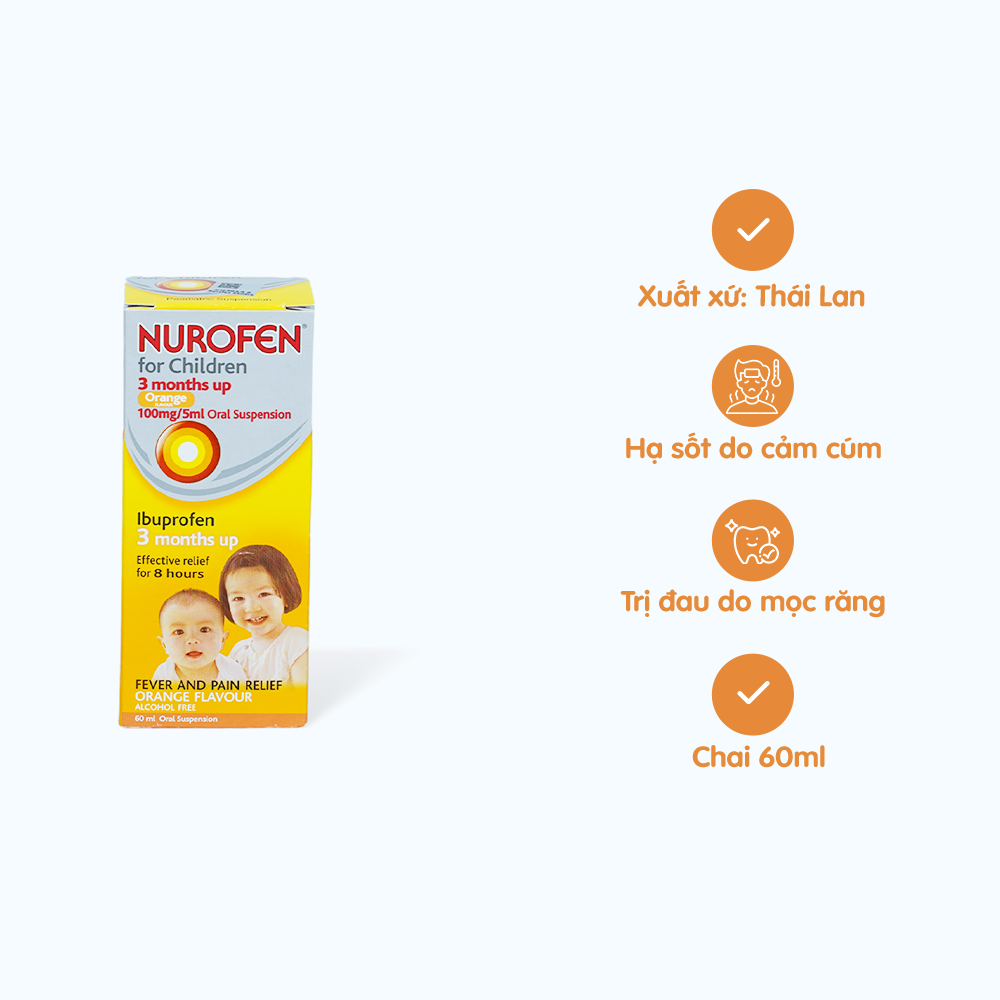 Paediatric Suspension
NUROFEN
for Children
3 months up
Orange
100mg/5ml Oral Suspension
Ibuprofen
3 months up
Effective relief
for 8 hours
FEVER AND PAIN RELIEF
ORANGE FLAVOUR
ALCOHOL FREE
60 ml Oral Suspension
Xuất xứ: Thái Lan
Hạ sốt do cảm cúm
Trị đau do mọc răng
Chai 60ml